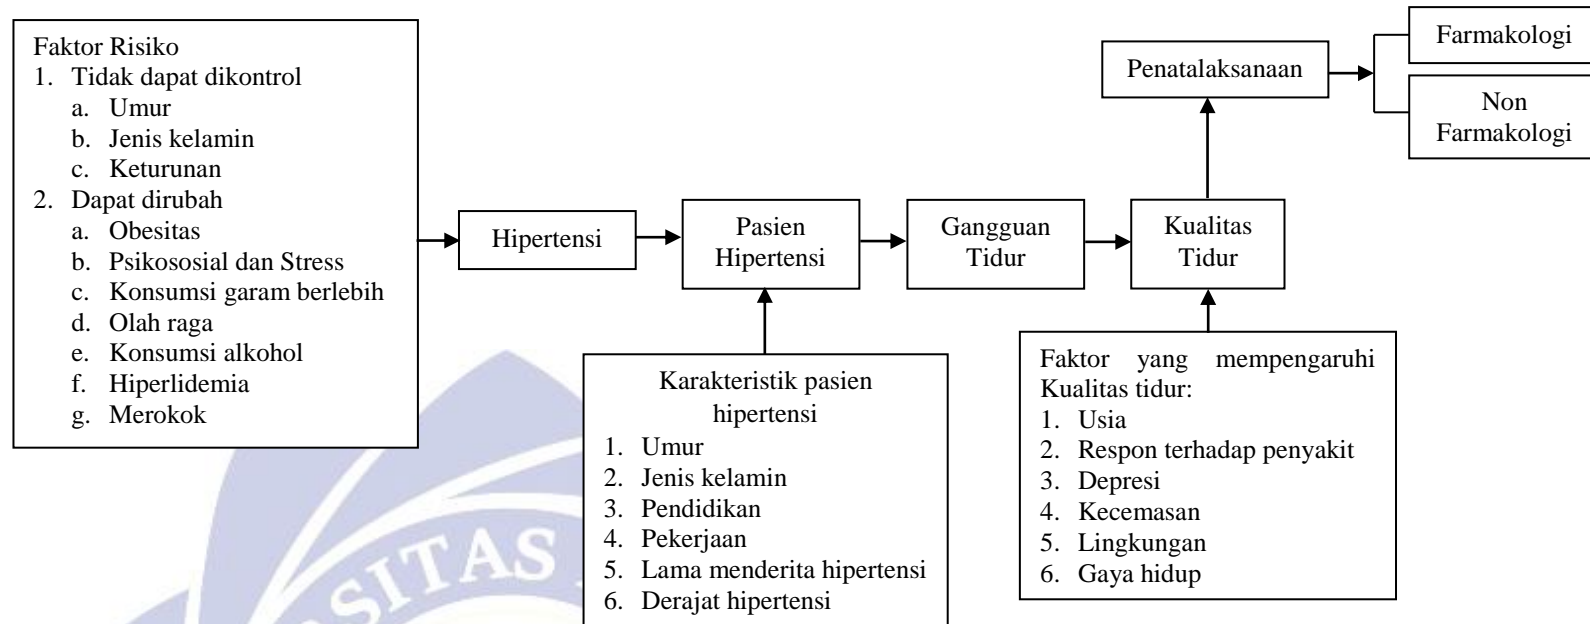 Faktor Risiko
1. Tidak dapat dikontrol
a. Umur
b. Jenis kelamin
c. Keturunan
2. Dapat dirubah
a. Obesitas
b. Psikososial dan Stress
c. Konsumsi garam berlebih
d. Olah raga
e. Konsumsi alkohol
f. Hiperlidemia
g. Merokok
Hipertensi
Pasien
Hipertensi
Karakteristik pasien
hipertensi
1. Umur
2. Jenis kelamin
3. Pendidikan
4. Pekerjaan
5. Lama menderita hipertensi
6. Derajat hipertensi
Gangguan
Tidur
Kualitas
Tidur
Faktor yang mempengaruhi
Kualitas tidur:
1. Usia
2. Respon terhadap penyakit
3. Depresi
4. Kecemasan
5. Lingkungan
6. Gaya hidup
Penatalaksanaan
Farmakologi
Non
Farmakologi